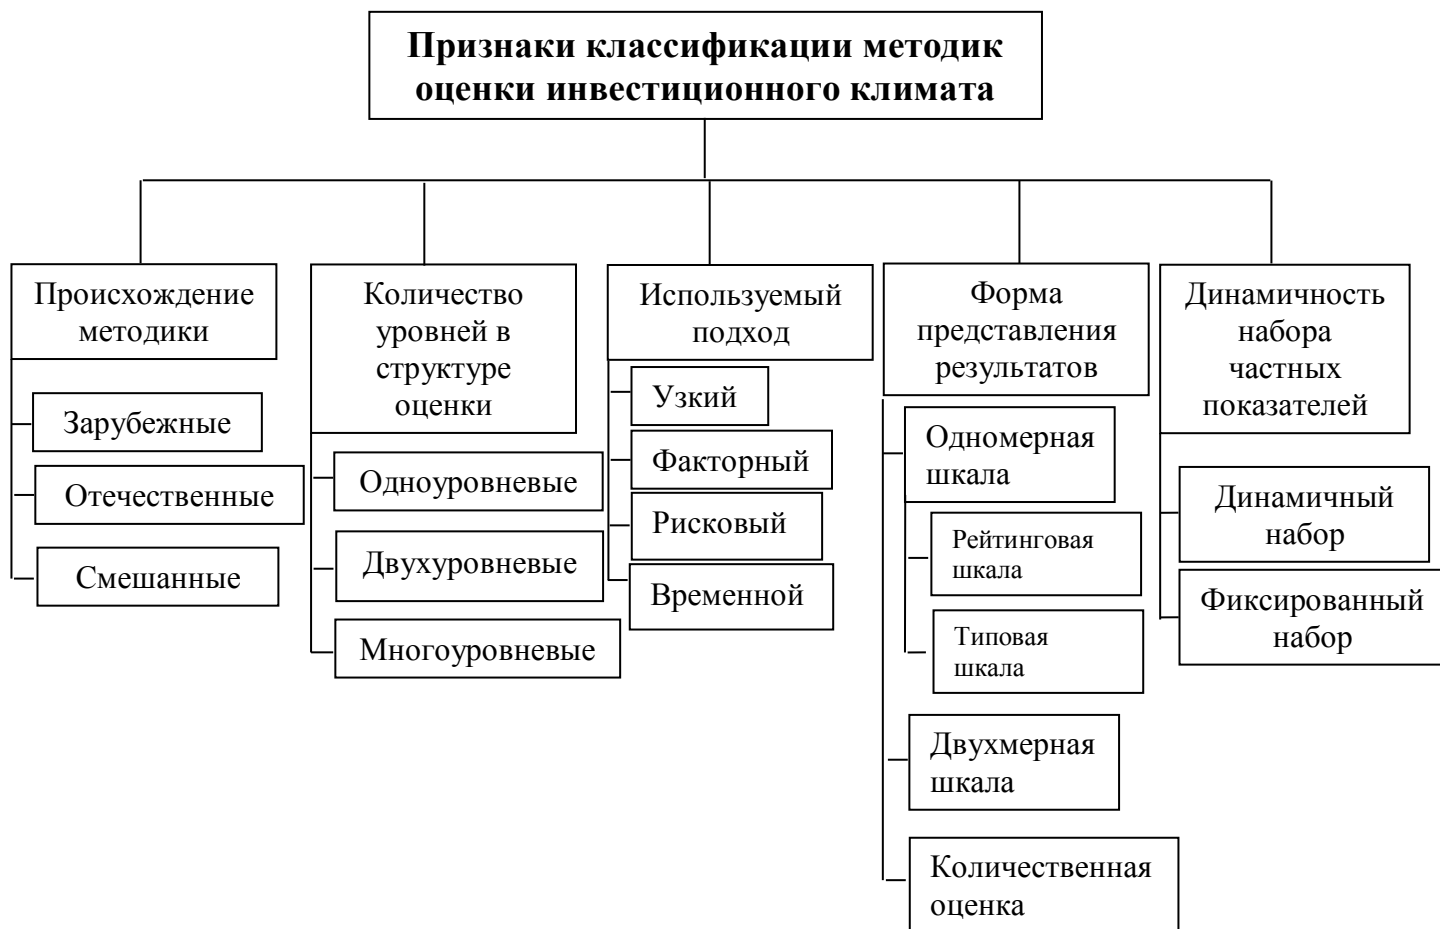 Признаки классификации методик
оценки инвестиционного климата
Происхождение
методики
Зарубежные
Отечественные
Смешанные
Количество
уровней в
структуре
оценки
Одноуровневые
Двухуровневые
Многоуровневые
Используемый
подход
Узкий
Факторный
Рисковый
Временной
Форма
представления
результатов
Одномерная
шкала
Рейтинговая
шкала
Типовая
шкала
Двухмерная
шкала
Количественная
оценка
Динамичность
набора
частных
показателей
Динамичный
набор
Фиксированный
набор